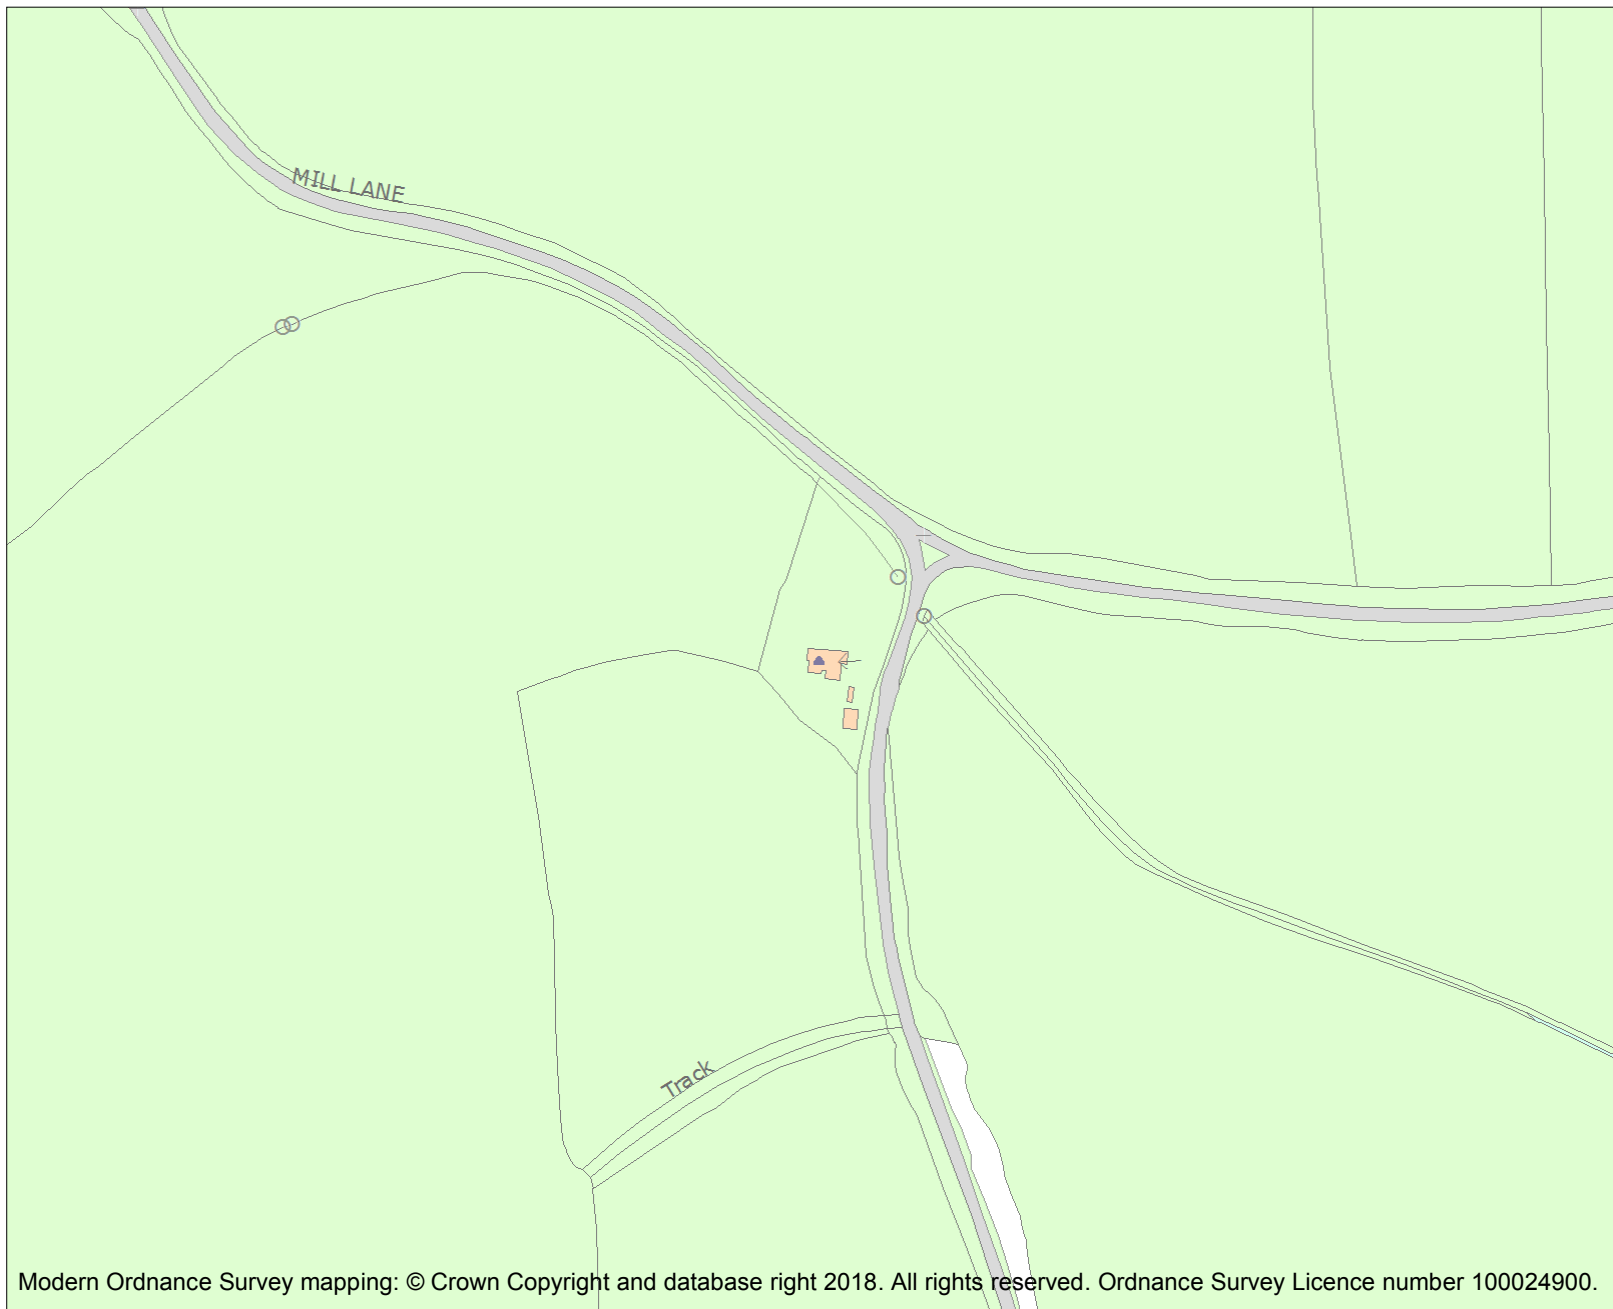 MILL LANE
Track
Modern Ordnance Survey mapping: © Crown Copyright and database right 2018. All rights reserved. Ordnance Survey Licence number 100024900.